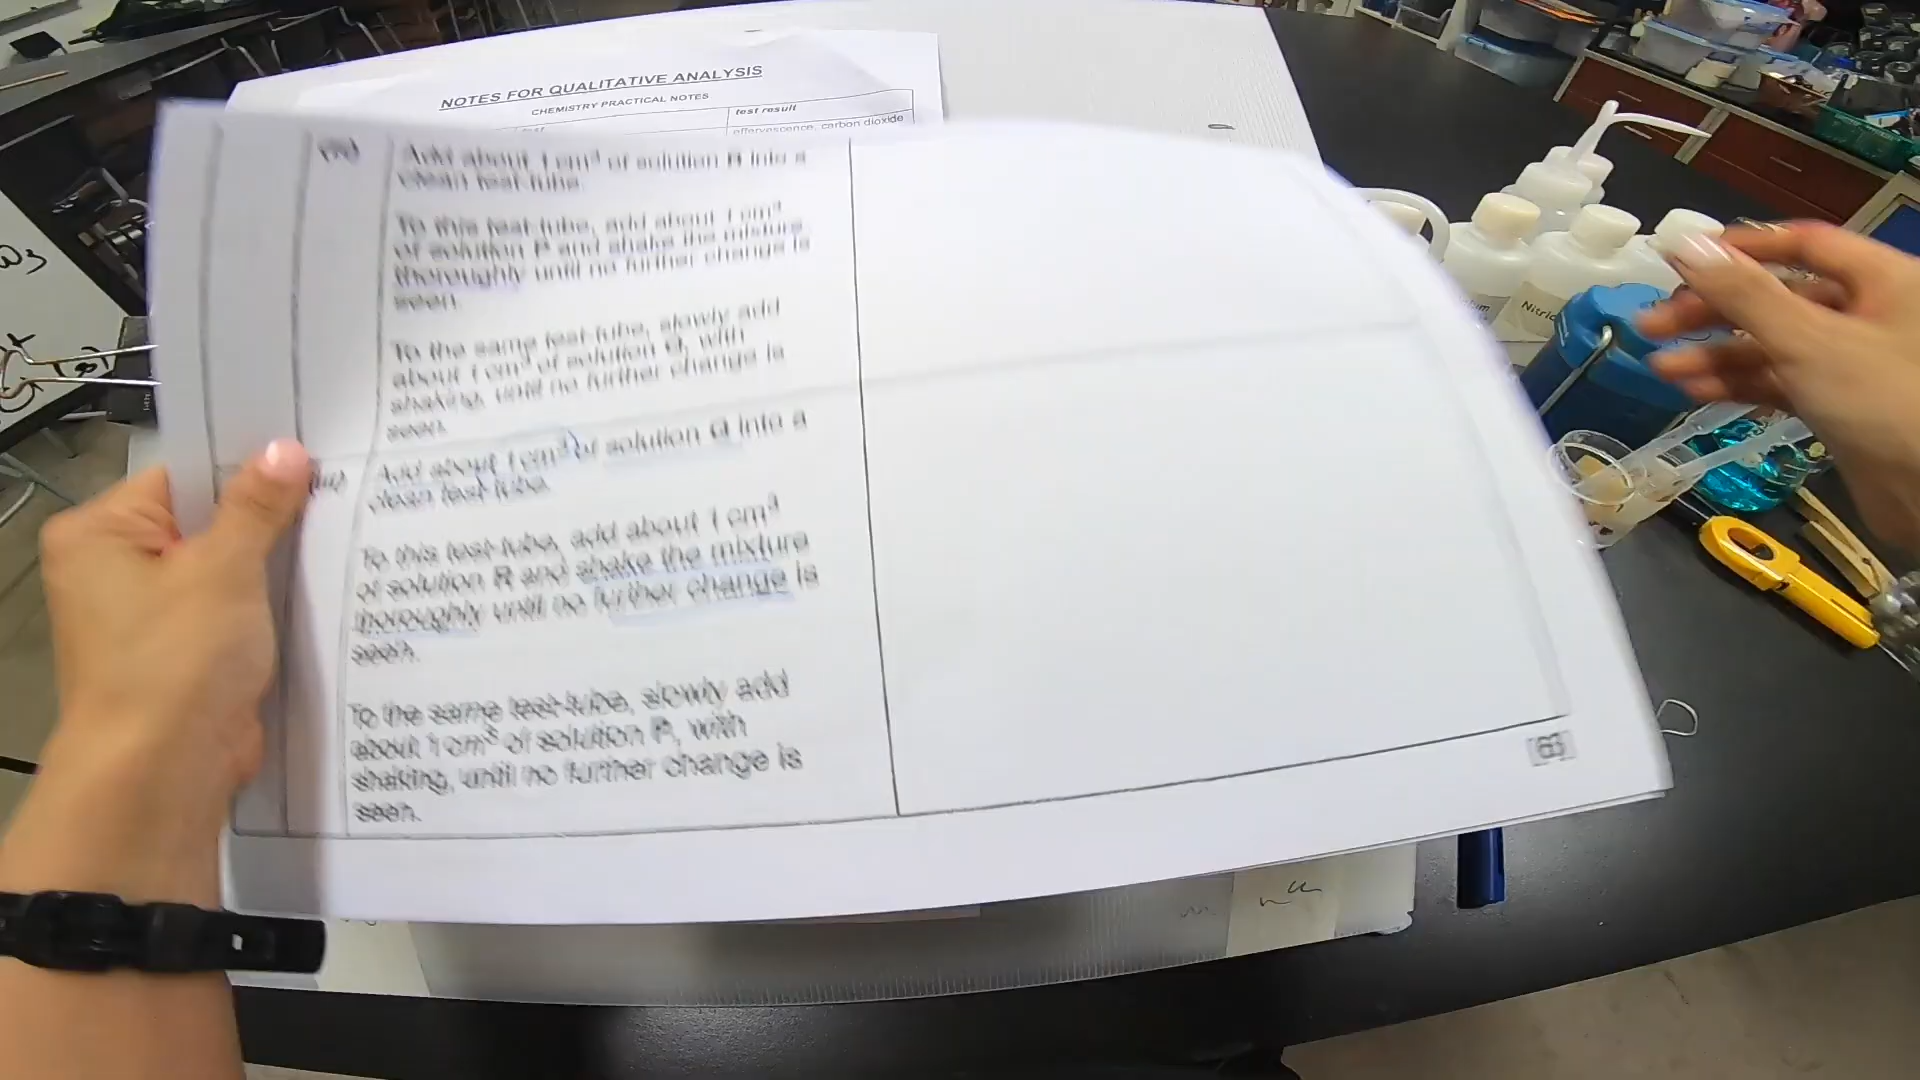 NOTES FOR QUALITATIVE ANALYSIS
CHEMISTRY PRACTICAL NOTES
test
test result
effervescence, carbon dioxide
Add about 1 cm³ of solution R into a
clean test-tube.
To this test-tube, add about 1 cm³
of solution P and shake the mixture
thoroughly until no further change is
seen.
To the same test-tube, slowly add
about 1 cm³ of solution Q, with
shaking, until no further change is
seen.
(iii)
Add about 1 cm³ of solution Q into a
clean test-tube.
To this test-tube, add about 1 cm³
of solution R and shake the mixture
thoroughly until no further change is
seen.
To the same test-tube, slowly add
about 1 cm³ of solution P, with
shaking, until no further change is
seen.
Nitric